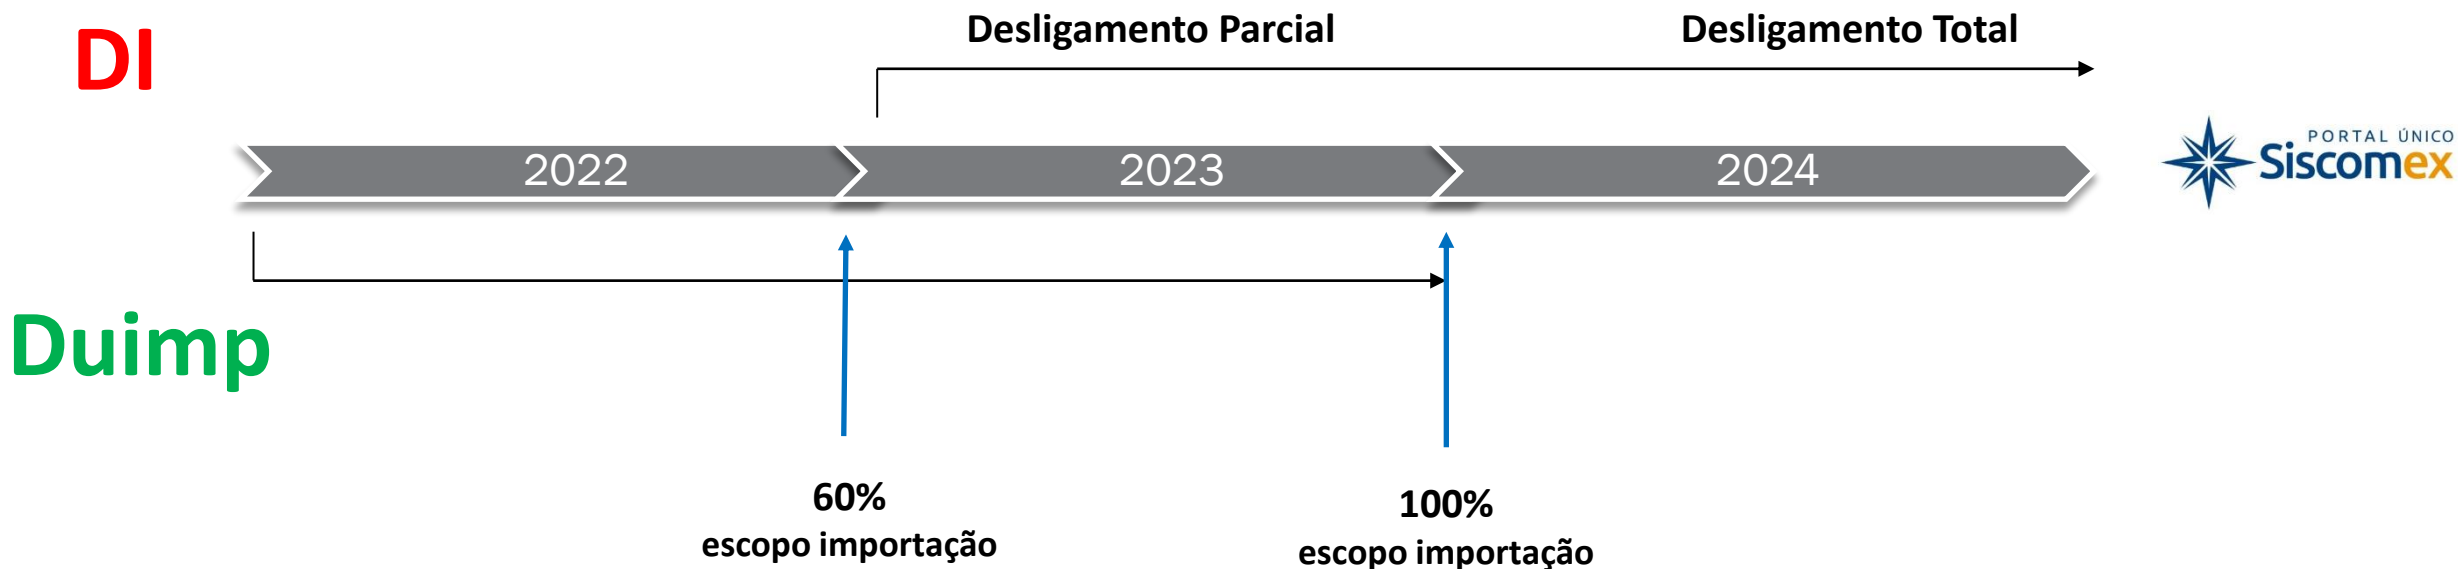 DI
Desligamento Parcial
Desligamento Total
2022
2023
2024
PORTAL ÚNICO
Siscomex
Duimp
60%
escopo importação
100%
escopo importação